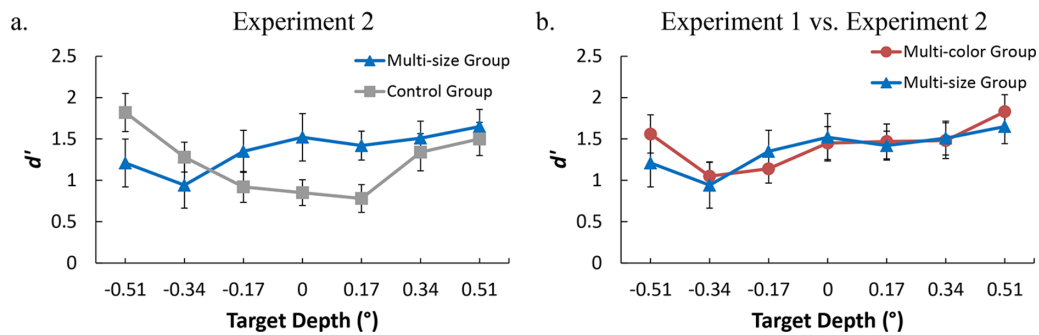 a.
Experiment 2
Multi-size Group
Control Group
2.5
2
1.5
1
0.5
0
d'
-0.51 -0.34 -0.17 0 0.17 0.34 0.51
Target Depth (°)
b.
Experiment 1 vs. Experiment 2
Multi-color Group
Multi-size Group
2.5
2
1.5
1
0.5
0
-0.51 -0.34 -0.17 0 0.17 0.34 0.51
Target Depth (°)